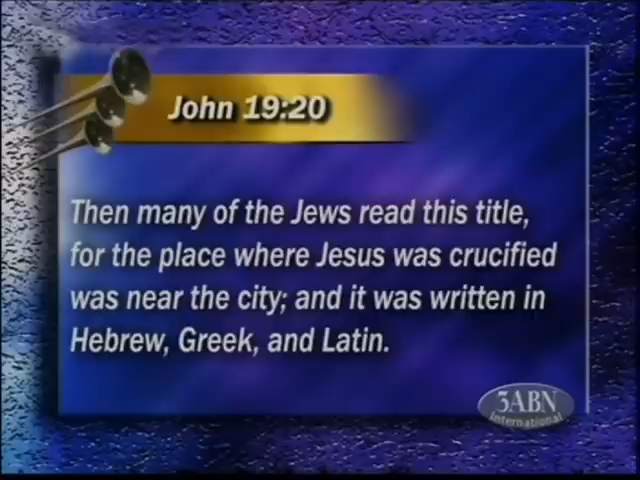 John 19:20
Then many of the Jews read this title,
for the place where Jesus was crucified
was near the city; and it was written in
Hebrew, Greek, and Latin.
3ABN
International